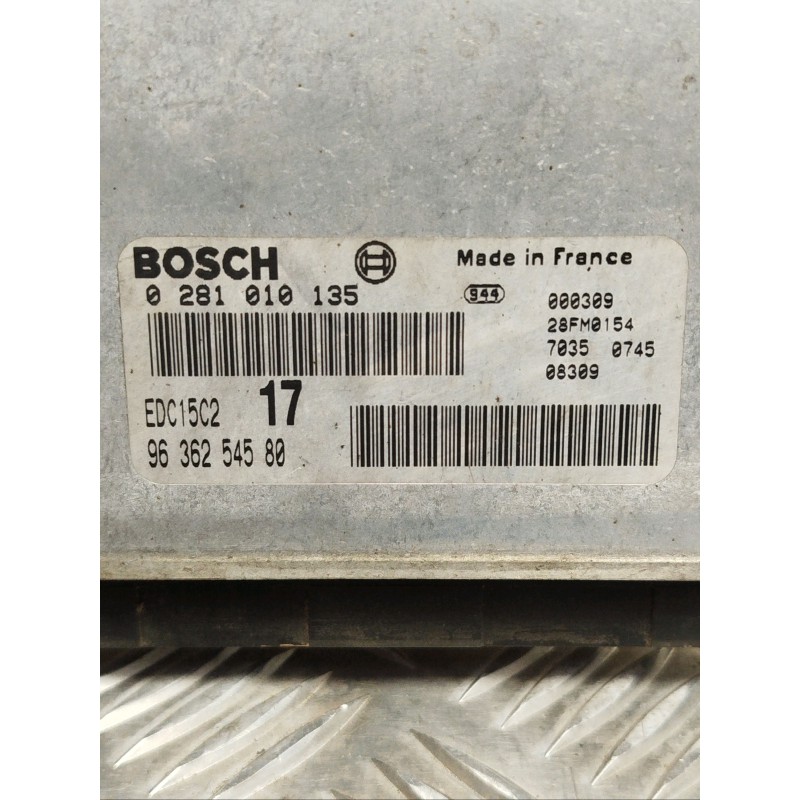 BOSCH
Made in France
0 281 010 135
944
000309
28FM0154
7035 0745
08309
EDC15C2 17
96 362 545 80